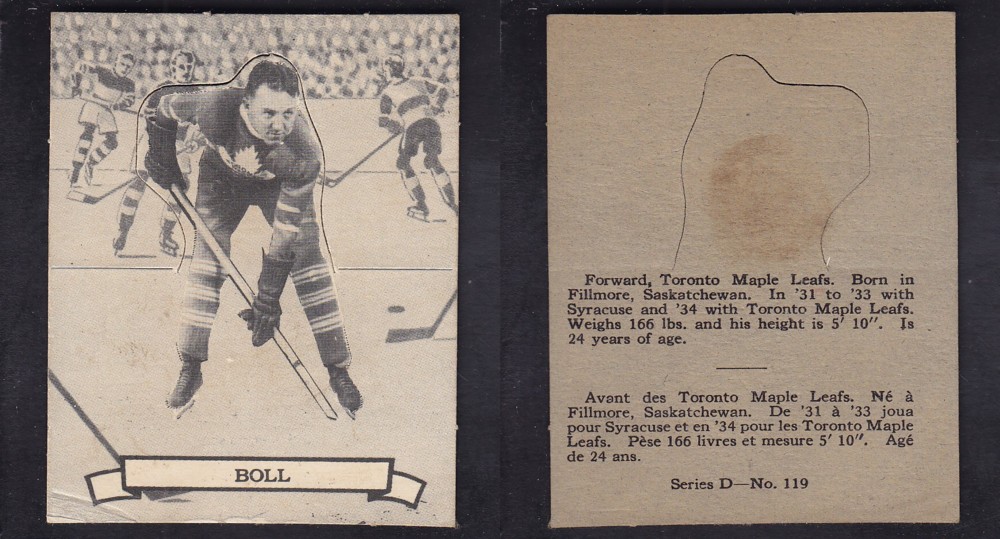 BOLL
Forward, Toronto Maple Leafs. Born in
Fillmore, Saskatchewan. In '31 to '33 with
Syracuse and '34 with Toronto Maple Leafs.
Weighs 166 lbs. and his height is 5' 10". Is
24 years of age.
Avant des Toronto Maple Leafs. Né à
Fillmore, Saskatchewan. De '31 à '33 joua
pour Syracuse et en '34 pour les Toronto Maple
Leafs. Pèse 166 livres et mesure 5' 10". Agé
de 24 ans.
Series D—No. 119